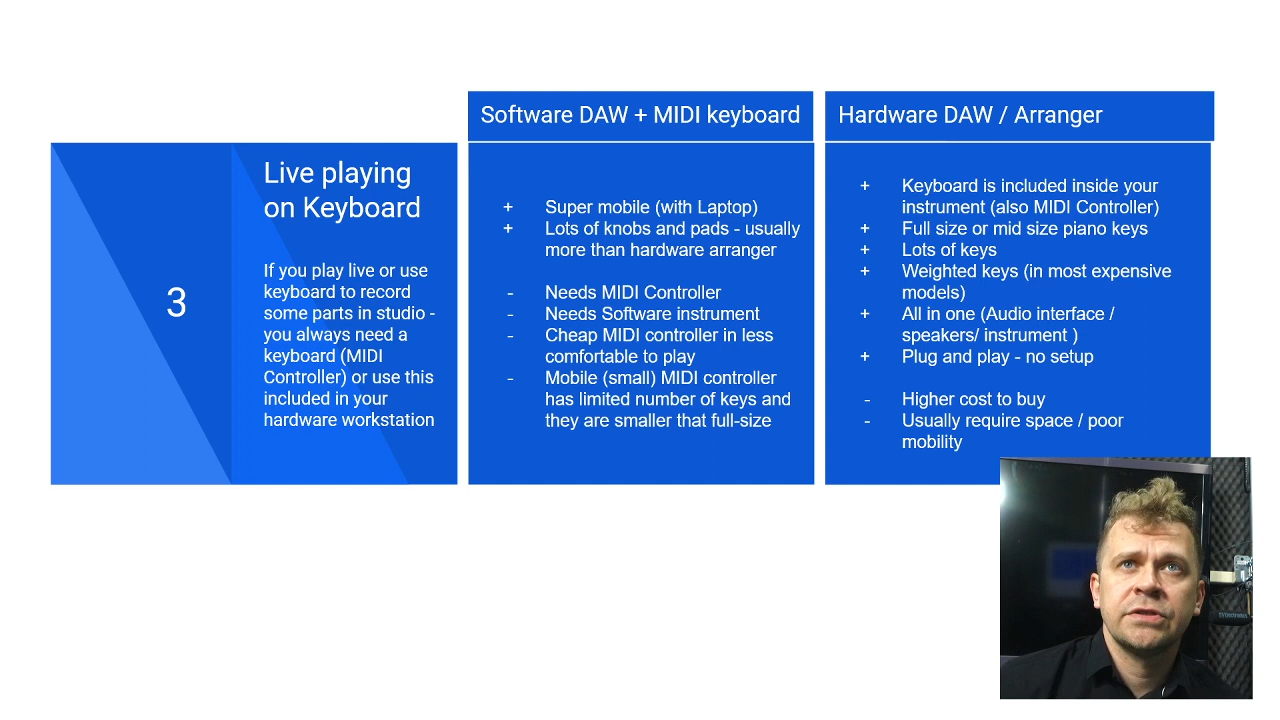 Software DAW + MIDI keyboard
Hardware DAW / Arranger
3
Live playing
on Keyboard
If you play live or use
keyboard to record
some parts in studio -
you always need a
keyboard (MIDI
Controller) or use this
included in your
hardware workstation
+ Super mobile (with Laptop)
+ Lots of knobs and pads - usually
more than hardware arranger
- Needs MIDI Controller
- Needs Software instrument
- Cheap MIDI controller in less
comfortable to play
- Mobile (small) MIDI controller
has limited number of keys and
they are smaller that full-size
+ Keyboard is included inside your
instrument (also MIDI Controller)
+ Full size or mid size piano keys
+ Lots of keys
+ Weighted keys (in most expensive
models)
+ All in one (Audio interface /
speakers/ instrument )
+ Plug and play - no setup
- Higher cost to buy
- Usually require space / poor
mobility